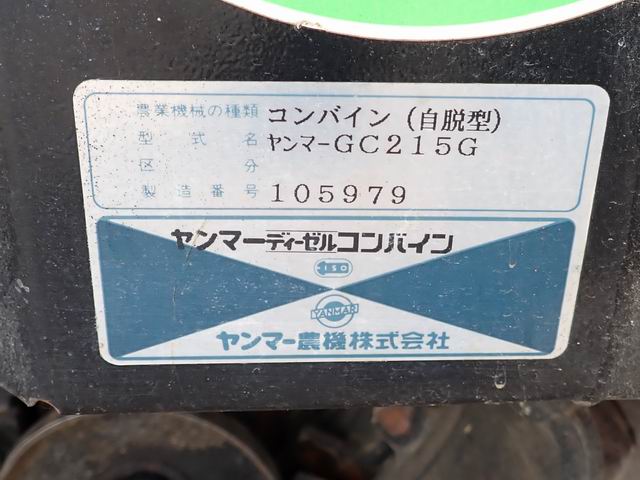 農業機械の種類 コンバイン(自脱型)
型式名 ヤンマーGC215G
区分
製造番号 105979
ヤンマーディーゼルコンバイン
ISO
YANMAR
ヤンマー農機株式会社